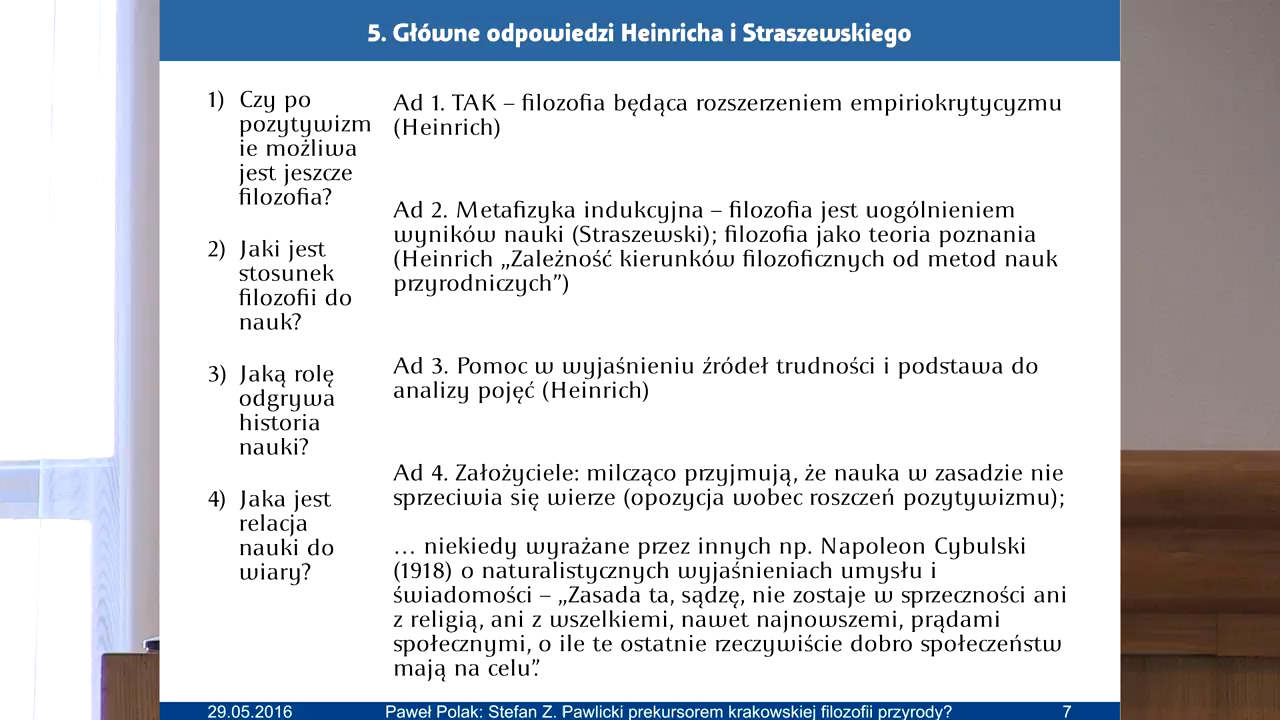 5. Główne odpowiedzi Heinricha i Straszewskiego
1) Czy po
pozytywizm
ie możliwa
jest jeszcze
filozofia?
2) Jaki jest
stosunek
filozofii do
nauk?
3) Jaką rolę
odgrywa
historia
nauki?
4) Jaka jest
relacja
nauki do
wiary?
Ad 1. TAK – filozofia będąca rozszerzeniem empiriokrytycyzmu
(Heinrich)
Ad 2. Metafizyka indukcyjna – filozofia jest uogólnieniem
wyników nauki (Straszewski); filozofia jako teoria poznania
(Heinrich „Zależność kierunków filozoficznych od metod nauk
przyrodniczych”)
Ad 3. Pomoc w wyjaśnieniu źródeł trudności i podstawa do
analizy pojęć (Heinrich)
Ad 4. Założyciele: milcząco przyjmują, że nauka w zasadzie nie
sprzeciwia się wierze (opozycja wobec roszczeń pozytywizmu);
… niekiedy wyrażane przez innych np. Napoleon Cybulski
(1918) o naturalistycznych wyjaśnieniach umysłu i
świadomości – „Zasada ta, sądzę, nie zostaje w sprzeczności ani
z religią, ani z wszelkiemi, nawet najnowszemi, prądami
społecznymi, o ile te ostatnie rzeczywiście dobro społeczeństw
mają na celu”.
29.05.2016 Paweł Polak: Stefan Z. Pawlicki prekursorem krakowskiej filozofii przyrody? 7